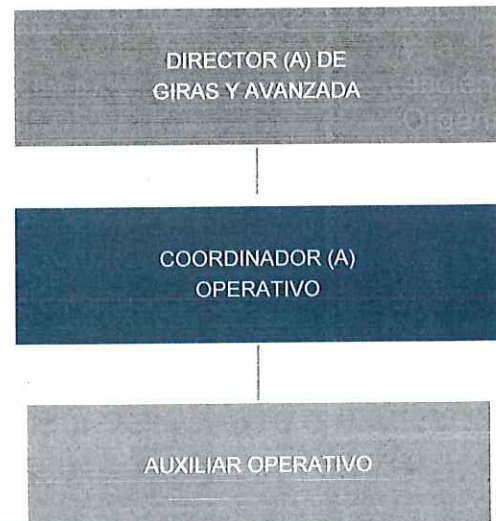 DIRECTOR (A) DE
GIRAS Y AVANZADA
COORDINADOR (A)
OPERATIVO
AUXILIAR OPERATIVO